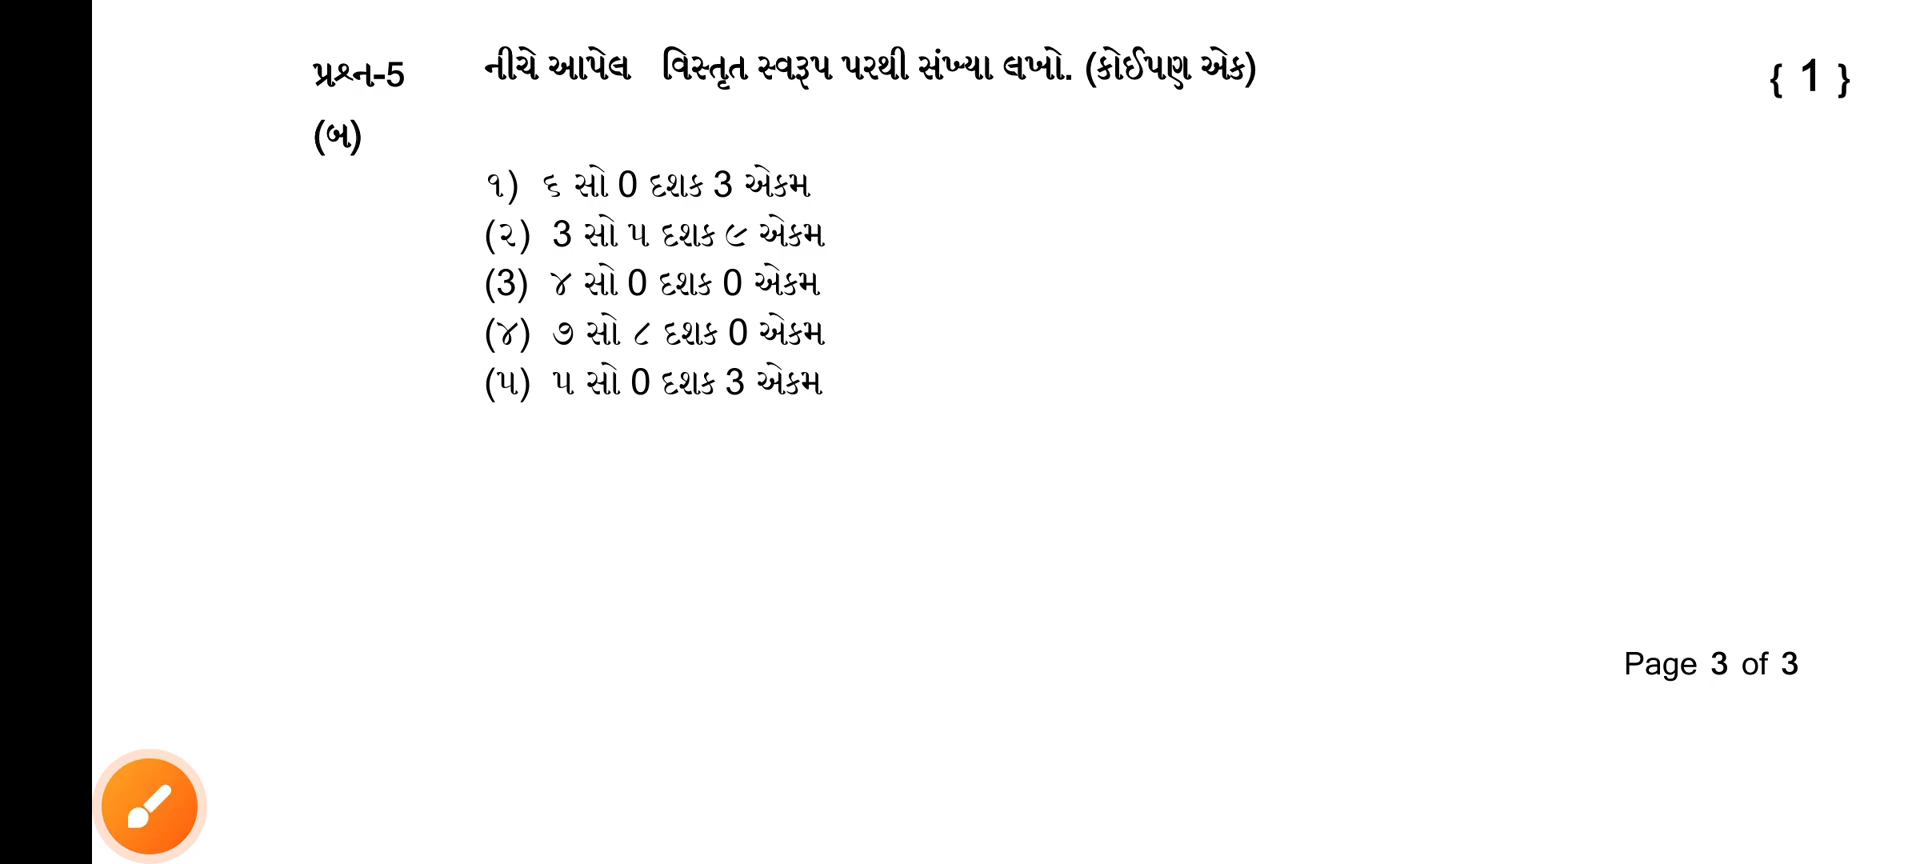 પ્રશ્ન-5 નીચે આપેલ વિસ્તૃત સ્વરૂપ પરથી સંખ્યા લખો. (કોઈપણ એક) { 1 }
(બ)
૧) ૬ સો 0 દશક 3 એકમ
(૨) 3 સો ૫ દશક ૯ એકમ
(3) ૪ સો 0 દશક 0 એકમ
(૪) ૭ સો ૮ દશક 0 એકમ
(૫) ૫ સો 0 દશક 3 એકમ
Page 3 of 3